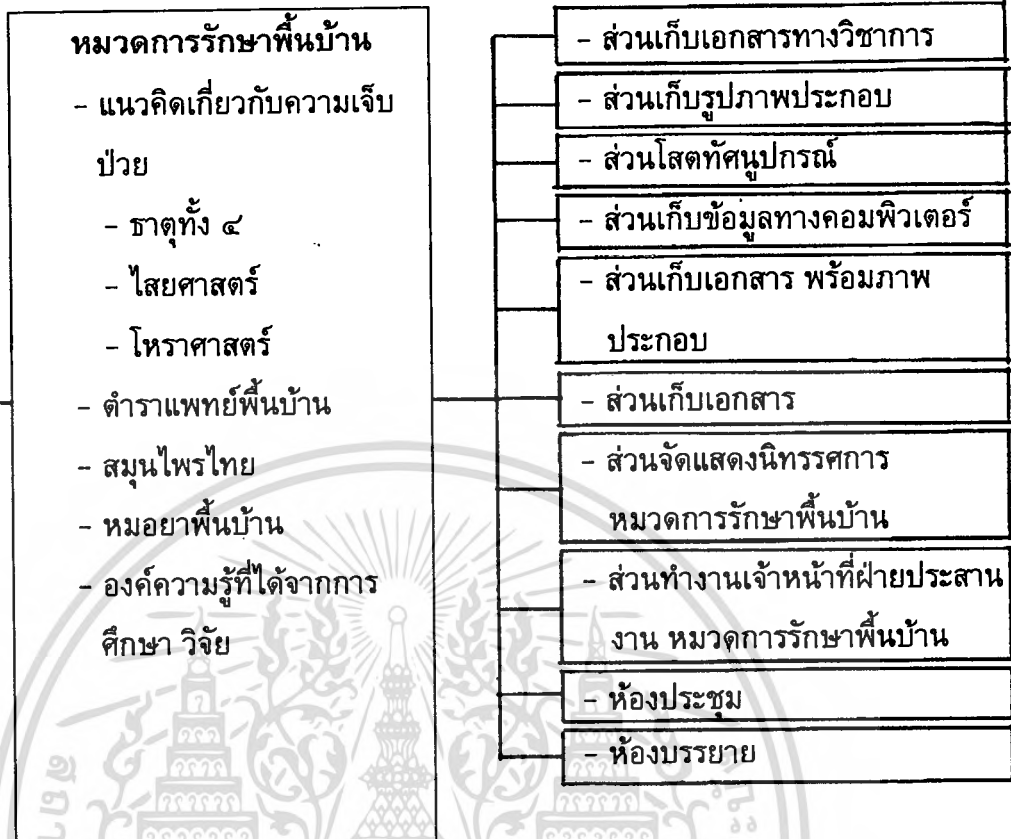 หมวดการรักษาพื้นบ้าน
- แนวคิดเกี่ยวกับความเจ็บ
ป่วย
- ธาตุทั้ง ๔
- ไสยศาสตร์
- โหราศาสตร์
- ตำราแพทย์พื้นบ้าน
- สมุนไพรไทย
- หมอยาพื้นบ้าน
- องค์ความรู้ที่ได้จากการ
ศึกษา วิจัย
- ส่วนเก็บเอกสารทางวิชาการ
- ส่วนเก็บรูปภาพประกอบ
- ส่วนโสตทัศนูปกรณ์
- ส่วนเก็บข้อมูลทางคอมพิวเตอร์
- ส่วนเก็บเอกสาร พร้อมภาพ
ประกอบ
- ส่วนเก็บเอกสาร
- ส่วนจัดแสดงนิทรรศการ
หมวดการรักษาพื้นบ้าน
- ส่วนทำงานเจ้าหน้าที่ฝ่ายประสาน
งาน หมวดการรักษาพื้นบ้าน
- ห้องประชุม
- ห้องบรรยาย